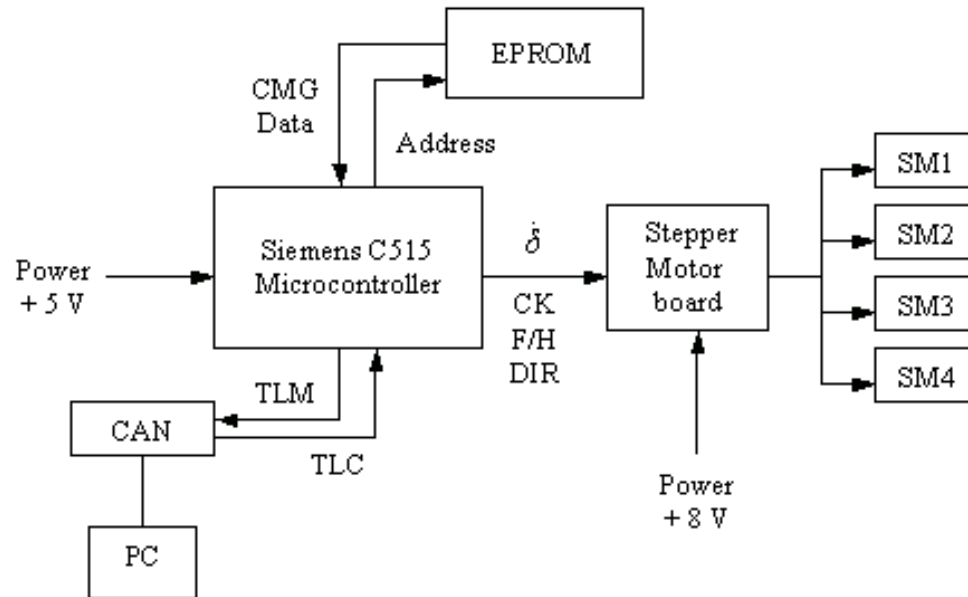 EPROM
CMG
Data
Address
SM1
SM2
SM3
SM4
Siemens C515
Microcontroller
δ̇
Stepper
Motor
board
Power
+ 5 V
CK
F/H
DIR
TLM
CAN
TLC
Power
+ 8 V
PC